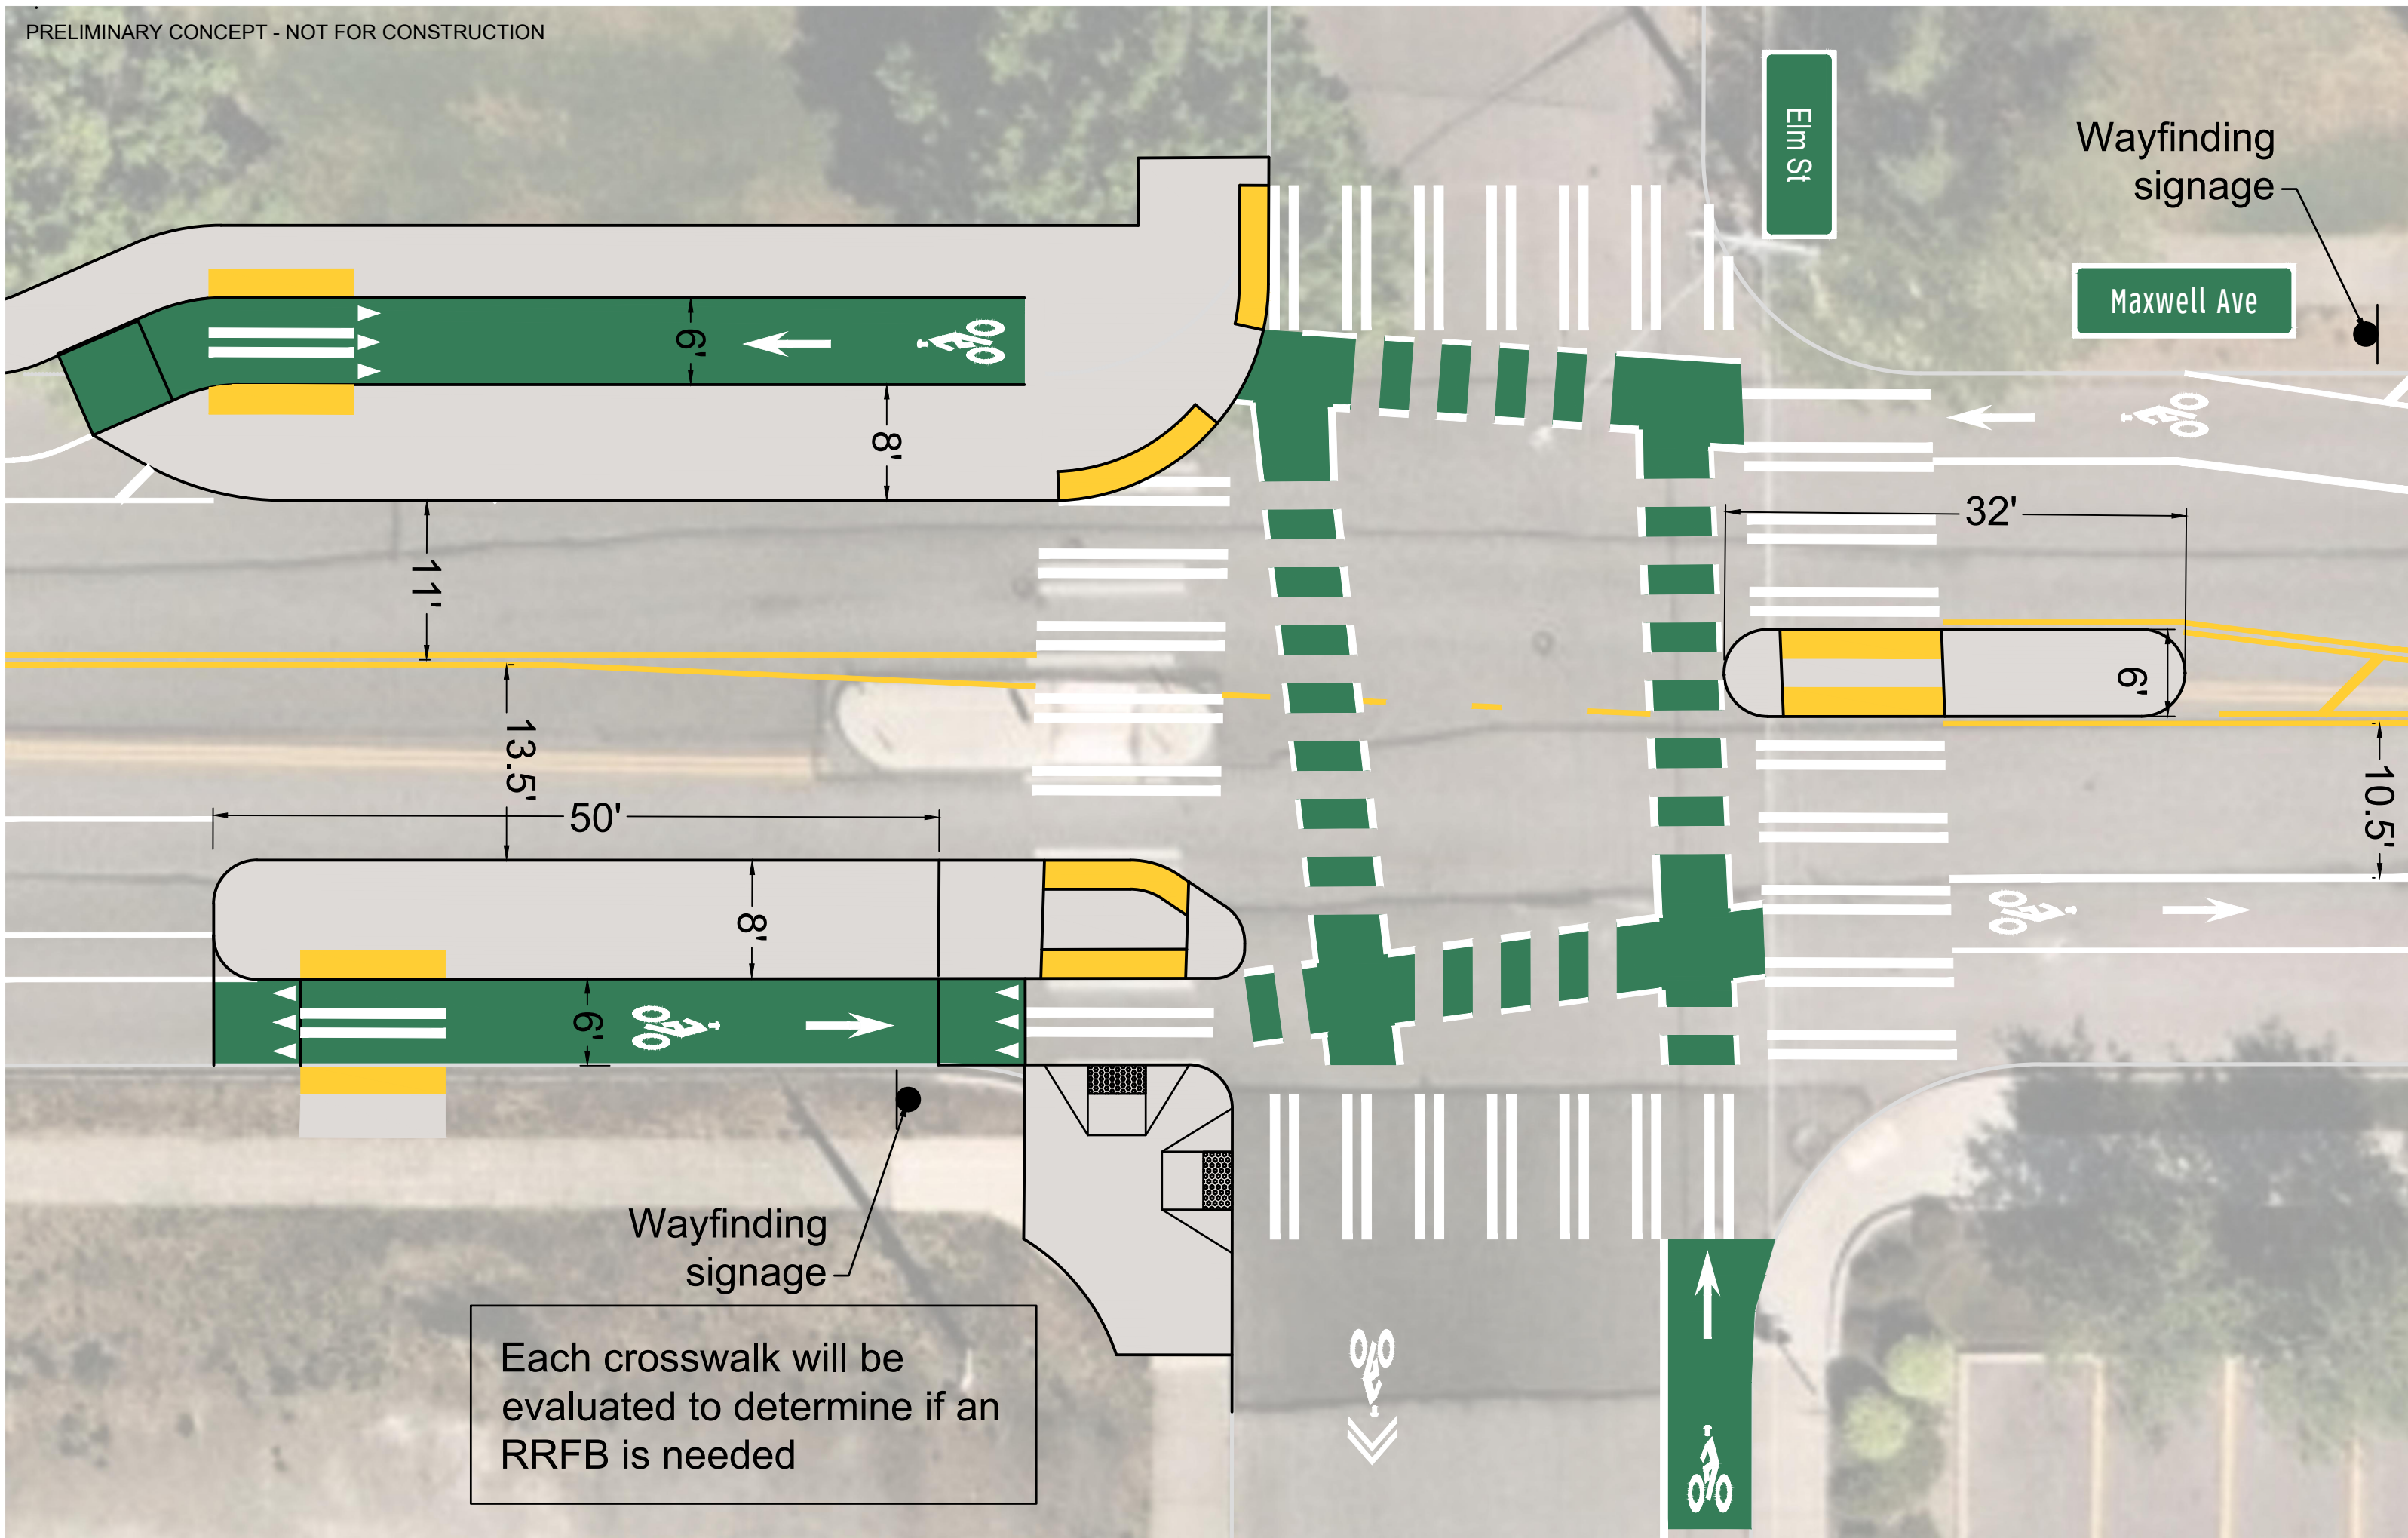 PRELIMINARY CONCEPT - NOT FOR CONSTRUCTION
Elm St
Wayfinding
signage
Maxwell Ave
6'
8'
32'
11'
6'
13.5'
10.5'
50'
8'
6'
Wayfinding
signage
Each crosswalk will be
evaluated to determine if an
RRFB is needed